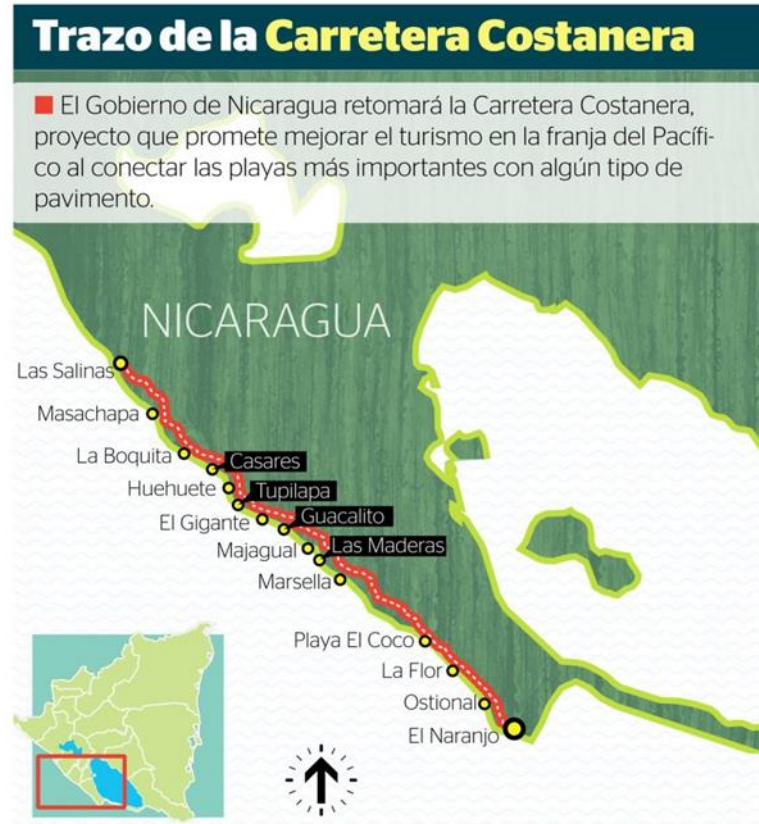 Trazo de la Carretera Costanera
El Gobierno de Nicaragua retomará la Carretera Costanera,
proyecto que promete mejorar el turismo en la franja del Pacífi-
co al conectar las playas más importantes con algún tipo de
pavimento.
NICARAGUA
Las Salinas
Masachapa
La Boquita
Casares
Huehuete
Tupilapa
El Gigante
Guacalito
Majagual
Las Maderas
Marsella
Playa El Coco
La Flor
Ostional
El Naranjo